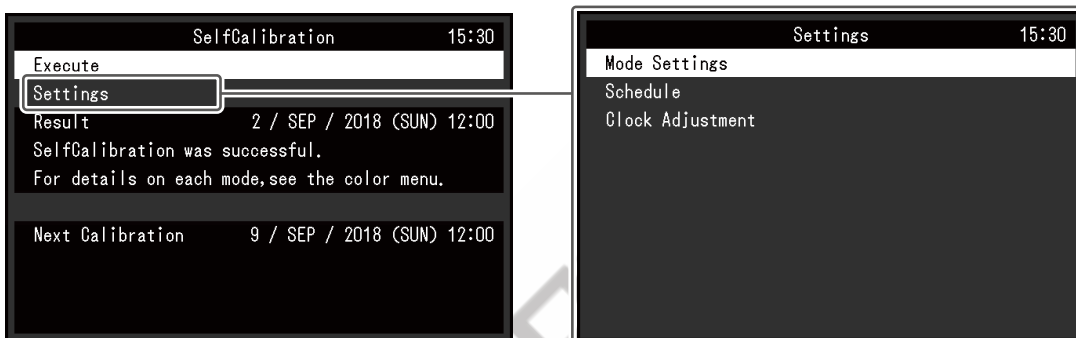 SelfCalibration 15:30
Execute
Settings
Result 2 / SEP / 2018 (SUN) 12:00
SelfCalibration was successful.
For details on each mode,see the color menu.
Next Calibration 9 / SEP / 2018 (SUN) 12:00
Settings 15:30
Mode Settings
Schedule
Clock Adjustment